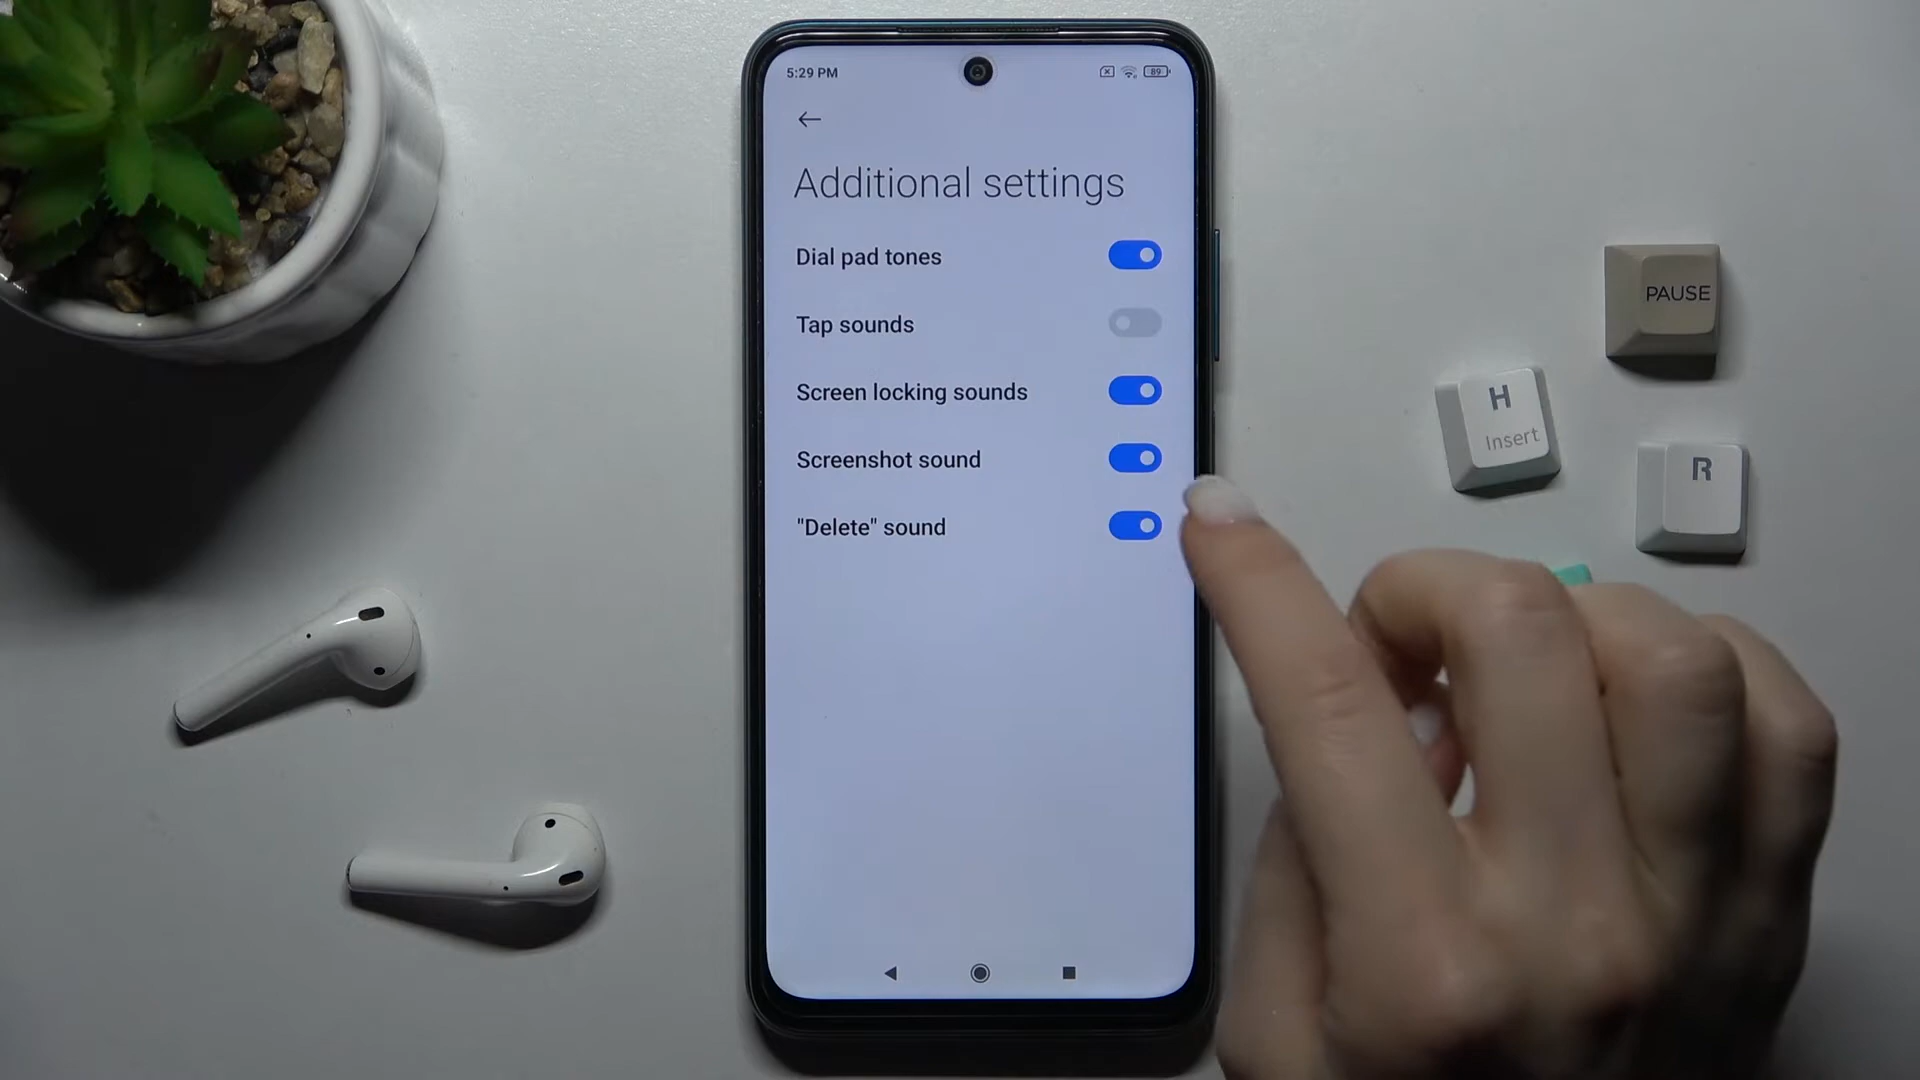 5:29 PM
89
Additional settings
Dial pad tones
Tap sounds
Screen locking sounds
Screenshot sound
"Delete" sound
PAUSE
H
Insert
R